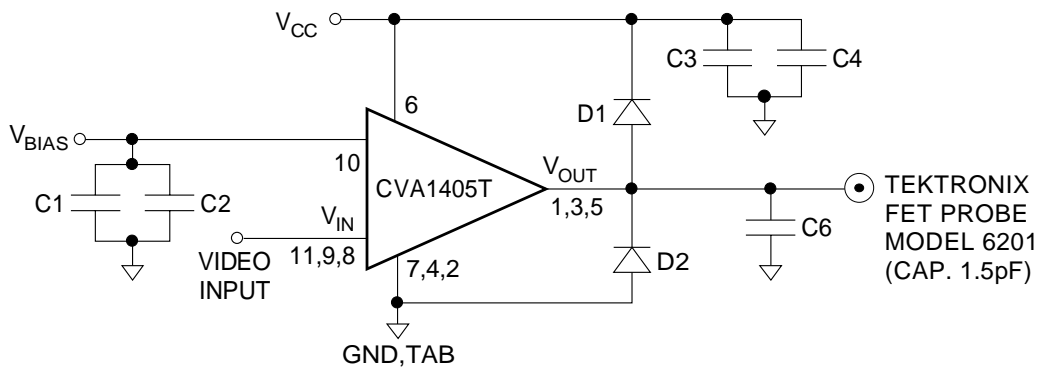 VCC
C3
C4
6
D1
VBIAS
10
CVA1405T
VOUT
C1
C2
1,3,5
TEKTRONIX
FET PROBE
MODEL 6201
(CAP. 1.5pF)
VIN
C6
VIDEO
INPUT
11,9,8
7,4,2
D2
GND,TAB